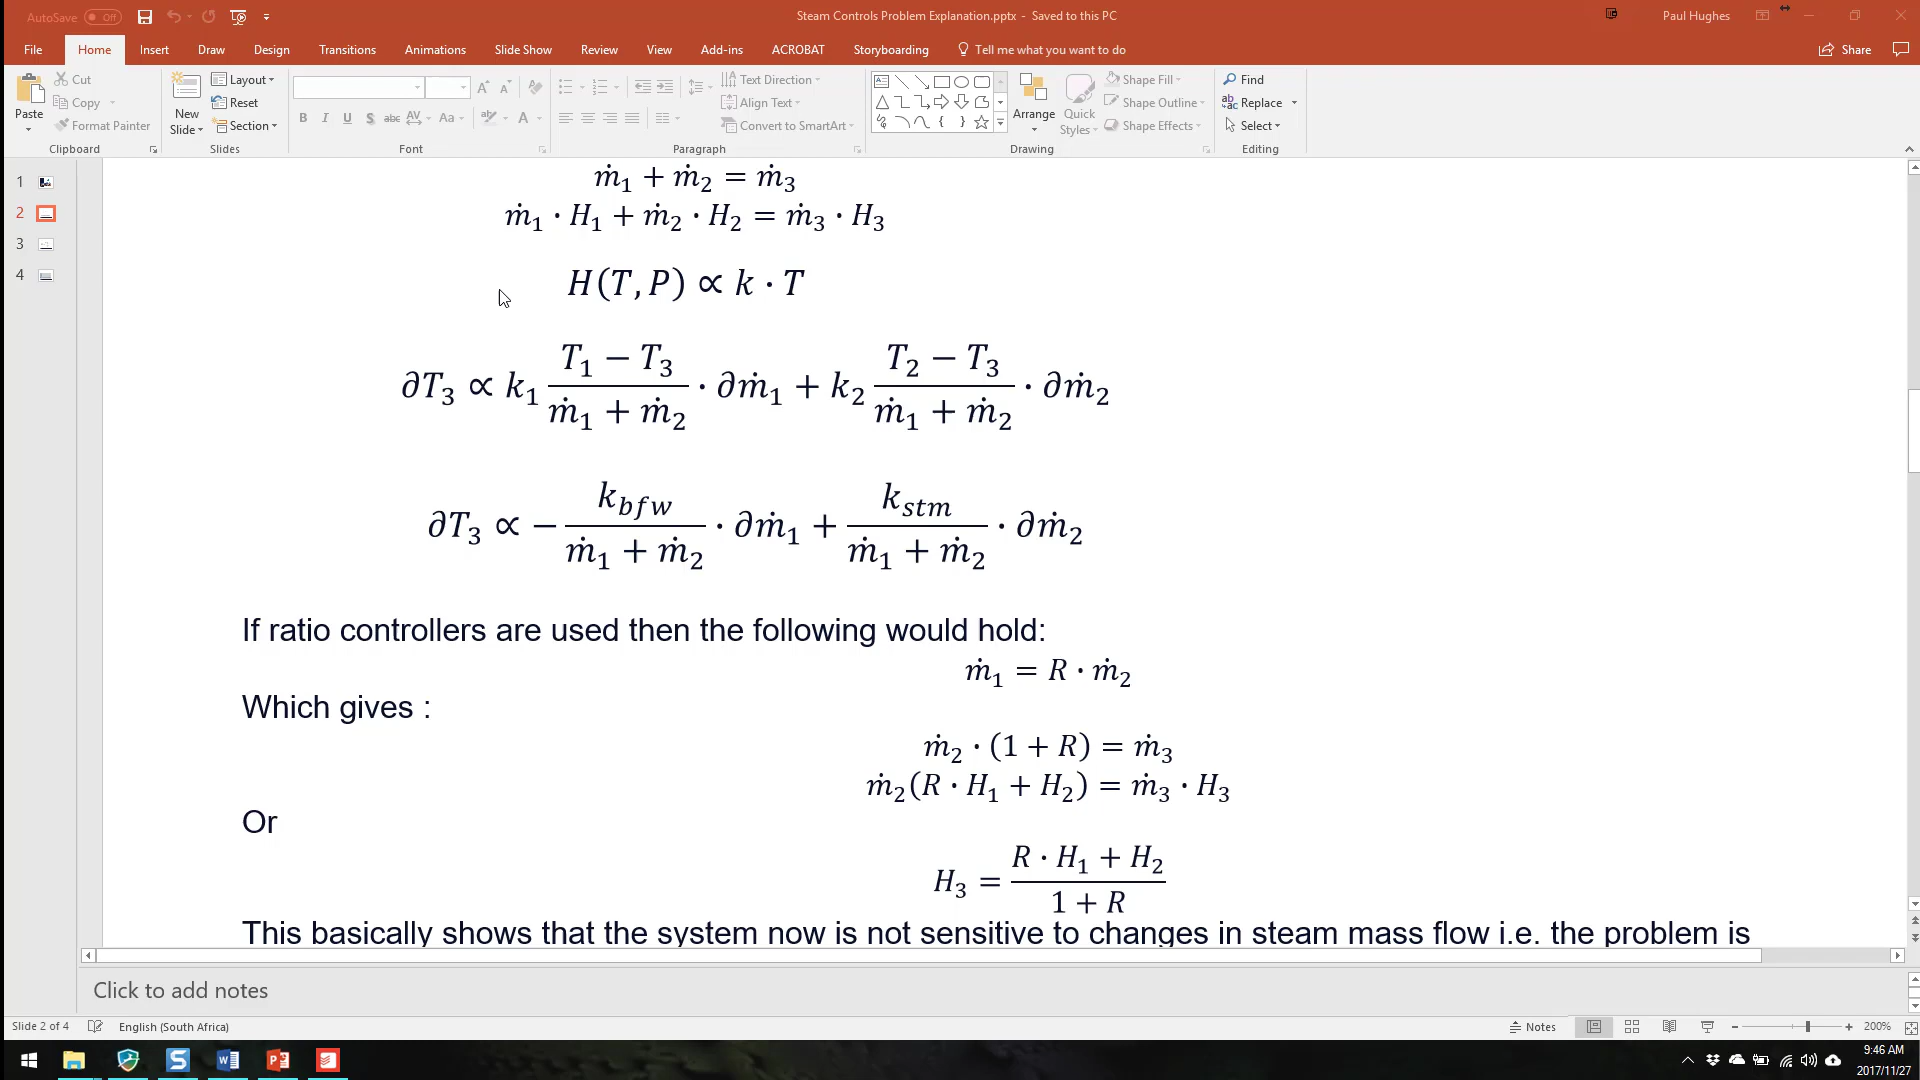 AutoSave Off
Steam Controls Problem Explanation.pptx - Saved to this PC
Paul Hughes
File Home Insert Draw Design Transitions Animations Slide Show Review View Add-ins ACROBAT Storyboarding Tell me what you want to do Share
Paste
Cut
Copy
Format Painter
Clipboard
New Slide
Layout
Reset
Section
Slides
B I U S abc AV Aa A
Font
Text Direction
Align Text
Convert to SmartArt
Paragraph
Arrange
Quick Styles
Shape Fill
Shape Outline
Shape Effects
Drawing
Find
Replace
Select
Editing
1
2
3
4
ṁ₁ + ṁ₂ = ṁ₃
ṁ₁ · H₁ + ṁ₂ · H₂ = ṁ₃ · H₃
H(T, P) ∝ k · T
∂T₃ ∝ k₁ (T₁ − T₃)/(ṁ₁ + ṁ₂) · ∂ṁ₁ + k₂ (T₂ − T₃)/(ṁ₁ + ṁ₂) · ∂ṁ₂
∂T₃ ∝ − k_bfw/(ṁ₁ + ṁ₂) · ∂ṁ₁ + k_stm/(ṁ₁ + ṁ₂) · ∂ṁ₂
If ratio controllers are used then the following would hold:
ṁ₁ = R · ṁ₂
Which gives :
ṁ₂ · (1 + R) = ṁ₃
ṁ₂(R · H₁ + H₂) = ṁ₃ · H₃
Or
H₃ = (R · H₁ + H₂)/(1 + R)
This basically shows that the system now is not sensitive to changes in steam mass flow i.e. the problem is
Click to add notes
Slide 2 of 4 English (South Africa) Notes 200%
9:46 AM
2017/11/27